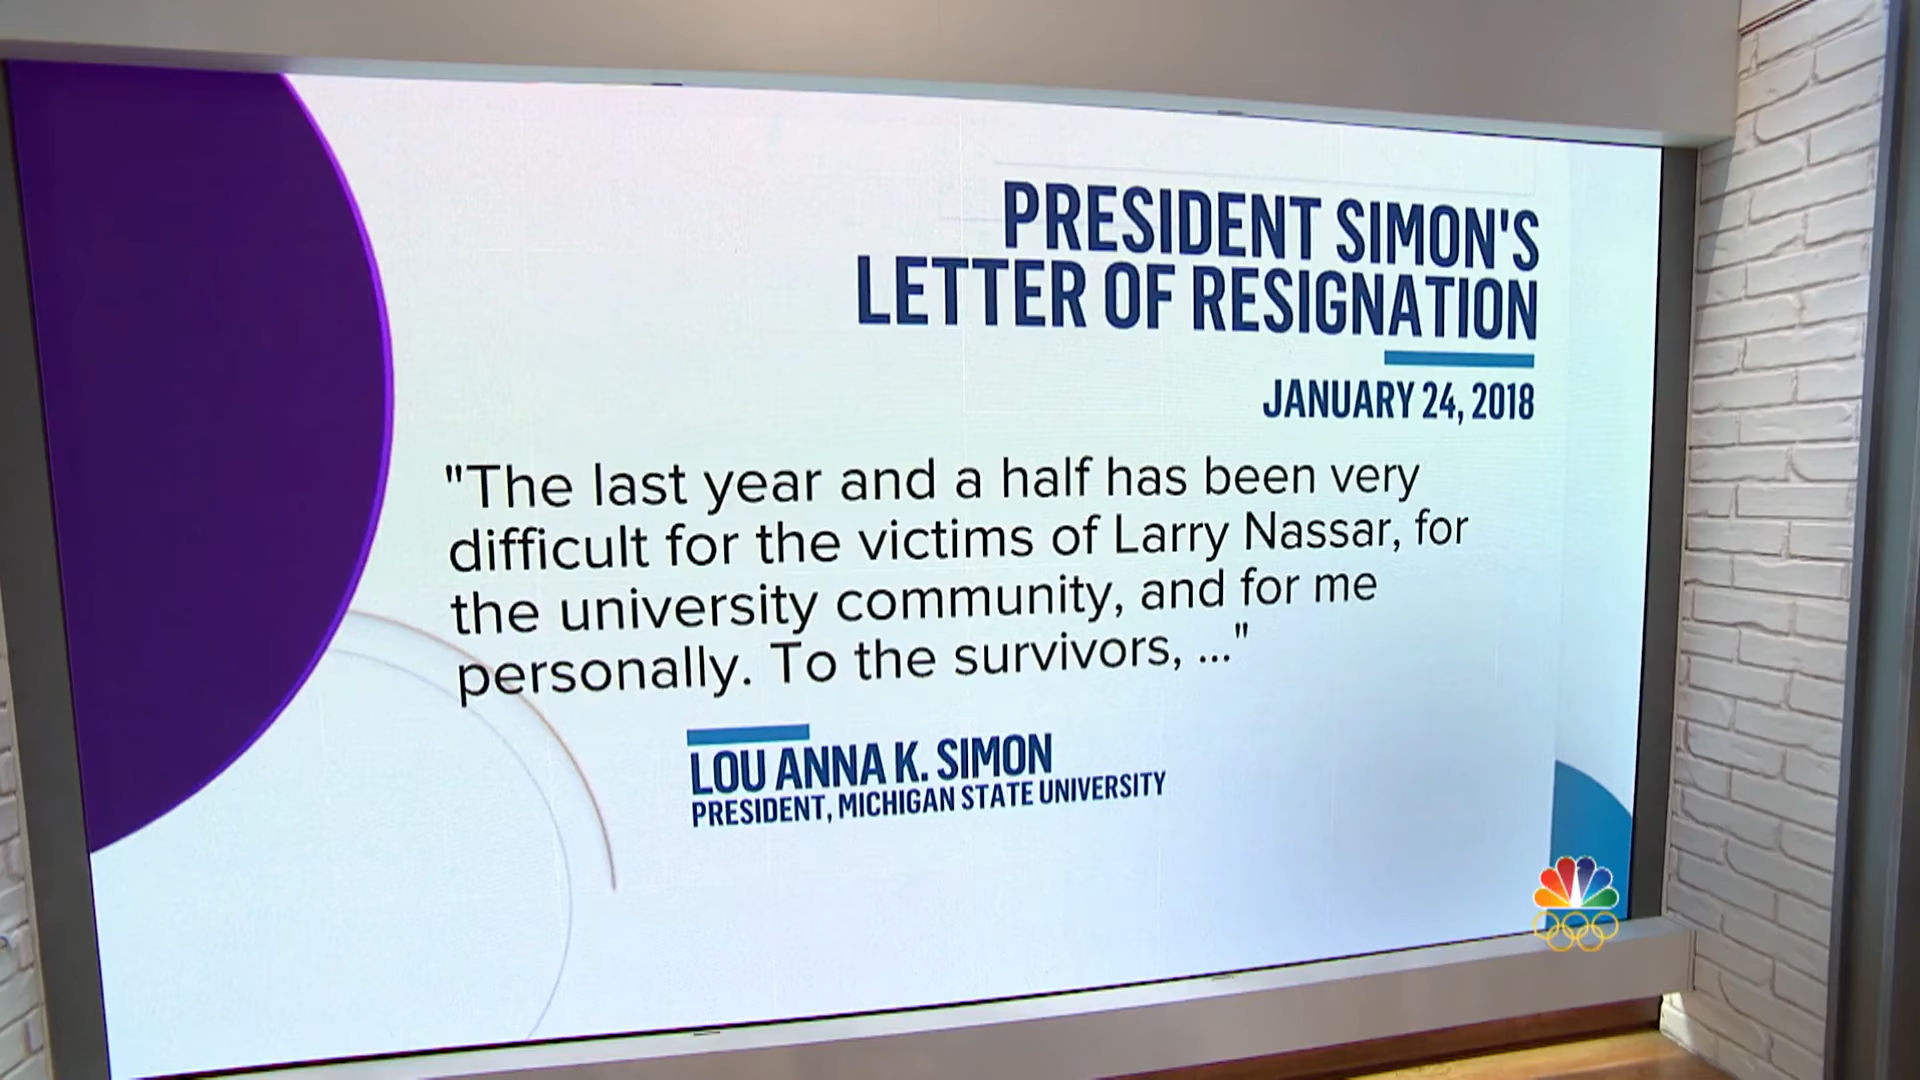 PRESIDENT SIMON'S
LETTER OF RESIGNATION
JANUARY 24, 2018
"The last year and a half has been very
difficult for the victims of Larry Nassar, for
the university community, and for me
personally. To the survivors, ..."
LOU ANNA K. SIMON
PRESIDENT, MICHIGAN STATE UNIVERSITY